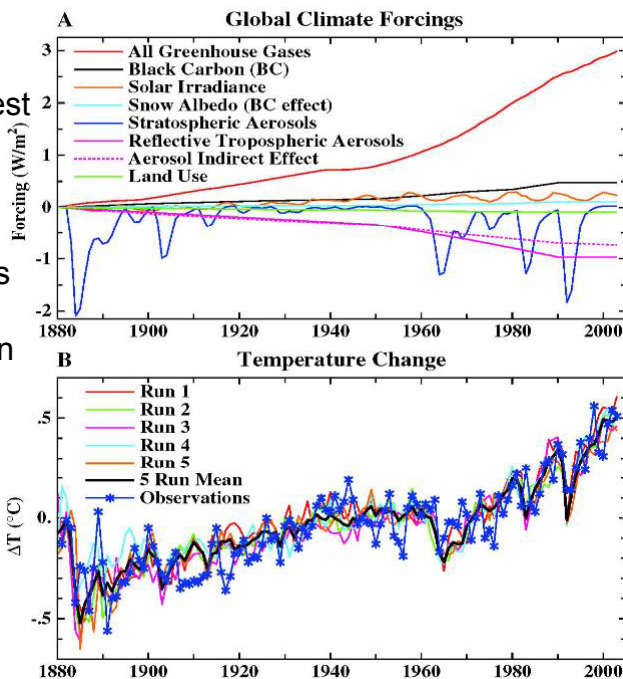 A Global Climate Forcings
3
2
1
0
-1
-2
Forcing (W/m²)
All Greenhouse Gases
Black Carbon (BC)
Solar Irradiance
Snow Albedo (BC effect)
Stratospheric Aerosols
Reflective Tropospheric Aerosols
Aerosol Indirect Effect
Land Use
est
s
n
1880 1900 1920 1940 1960 1980 2000
B Temperature Change
.5
0.
-.5
ΔT (°C)
Run 1
Run 2
Run 3
Run 4
Run 5
5 Run Mean
Observations
1880 1900 1920 1940 1960 1980 2000